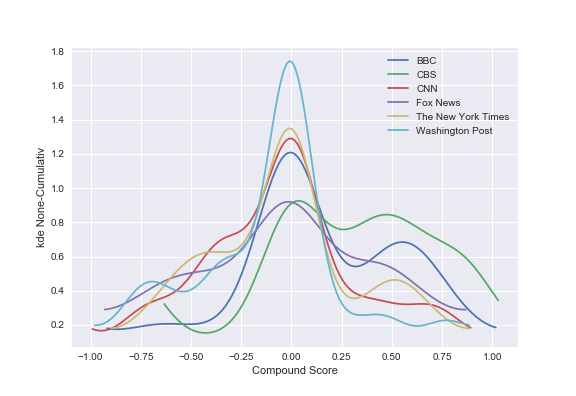 1.8
1.6
1.4
1.2
1.0
0.8
0.6
0.4
0.2
kde None-Cumulativ
BBC
CBS
CNN
Fox News
The New York Times
Washington Post
−1.00 −0.75 −0.50 −0.25 0.00 0.25 0.50 0.75 1.00
Compound Score